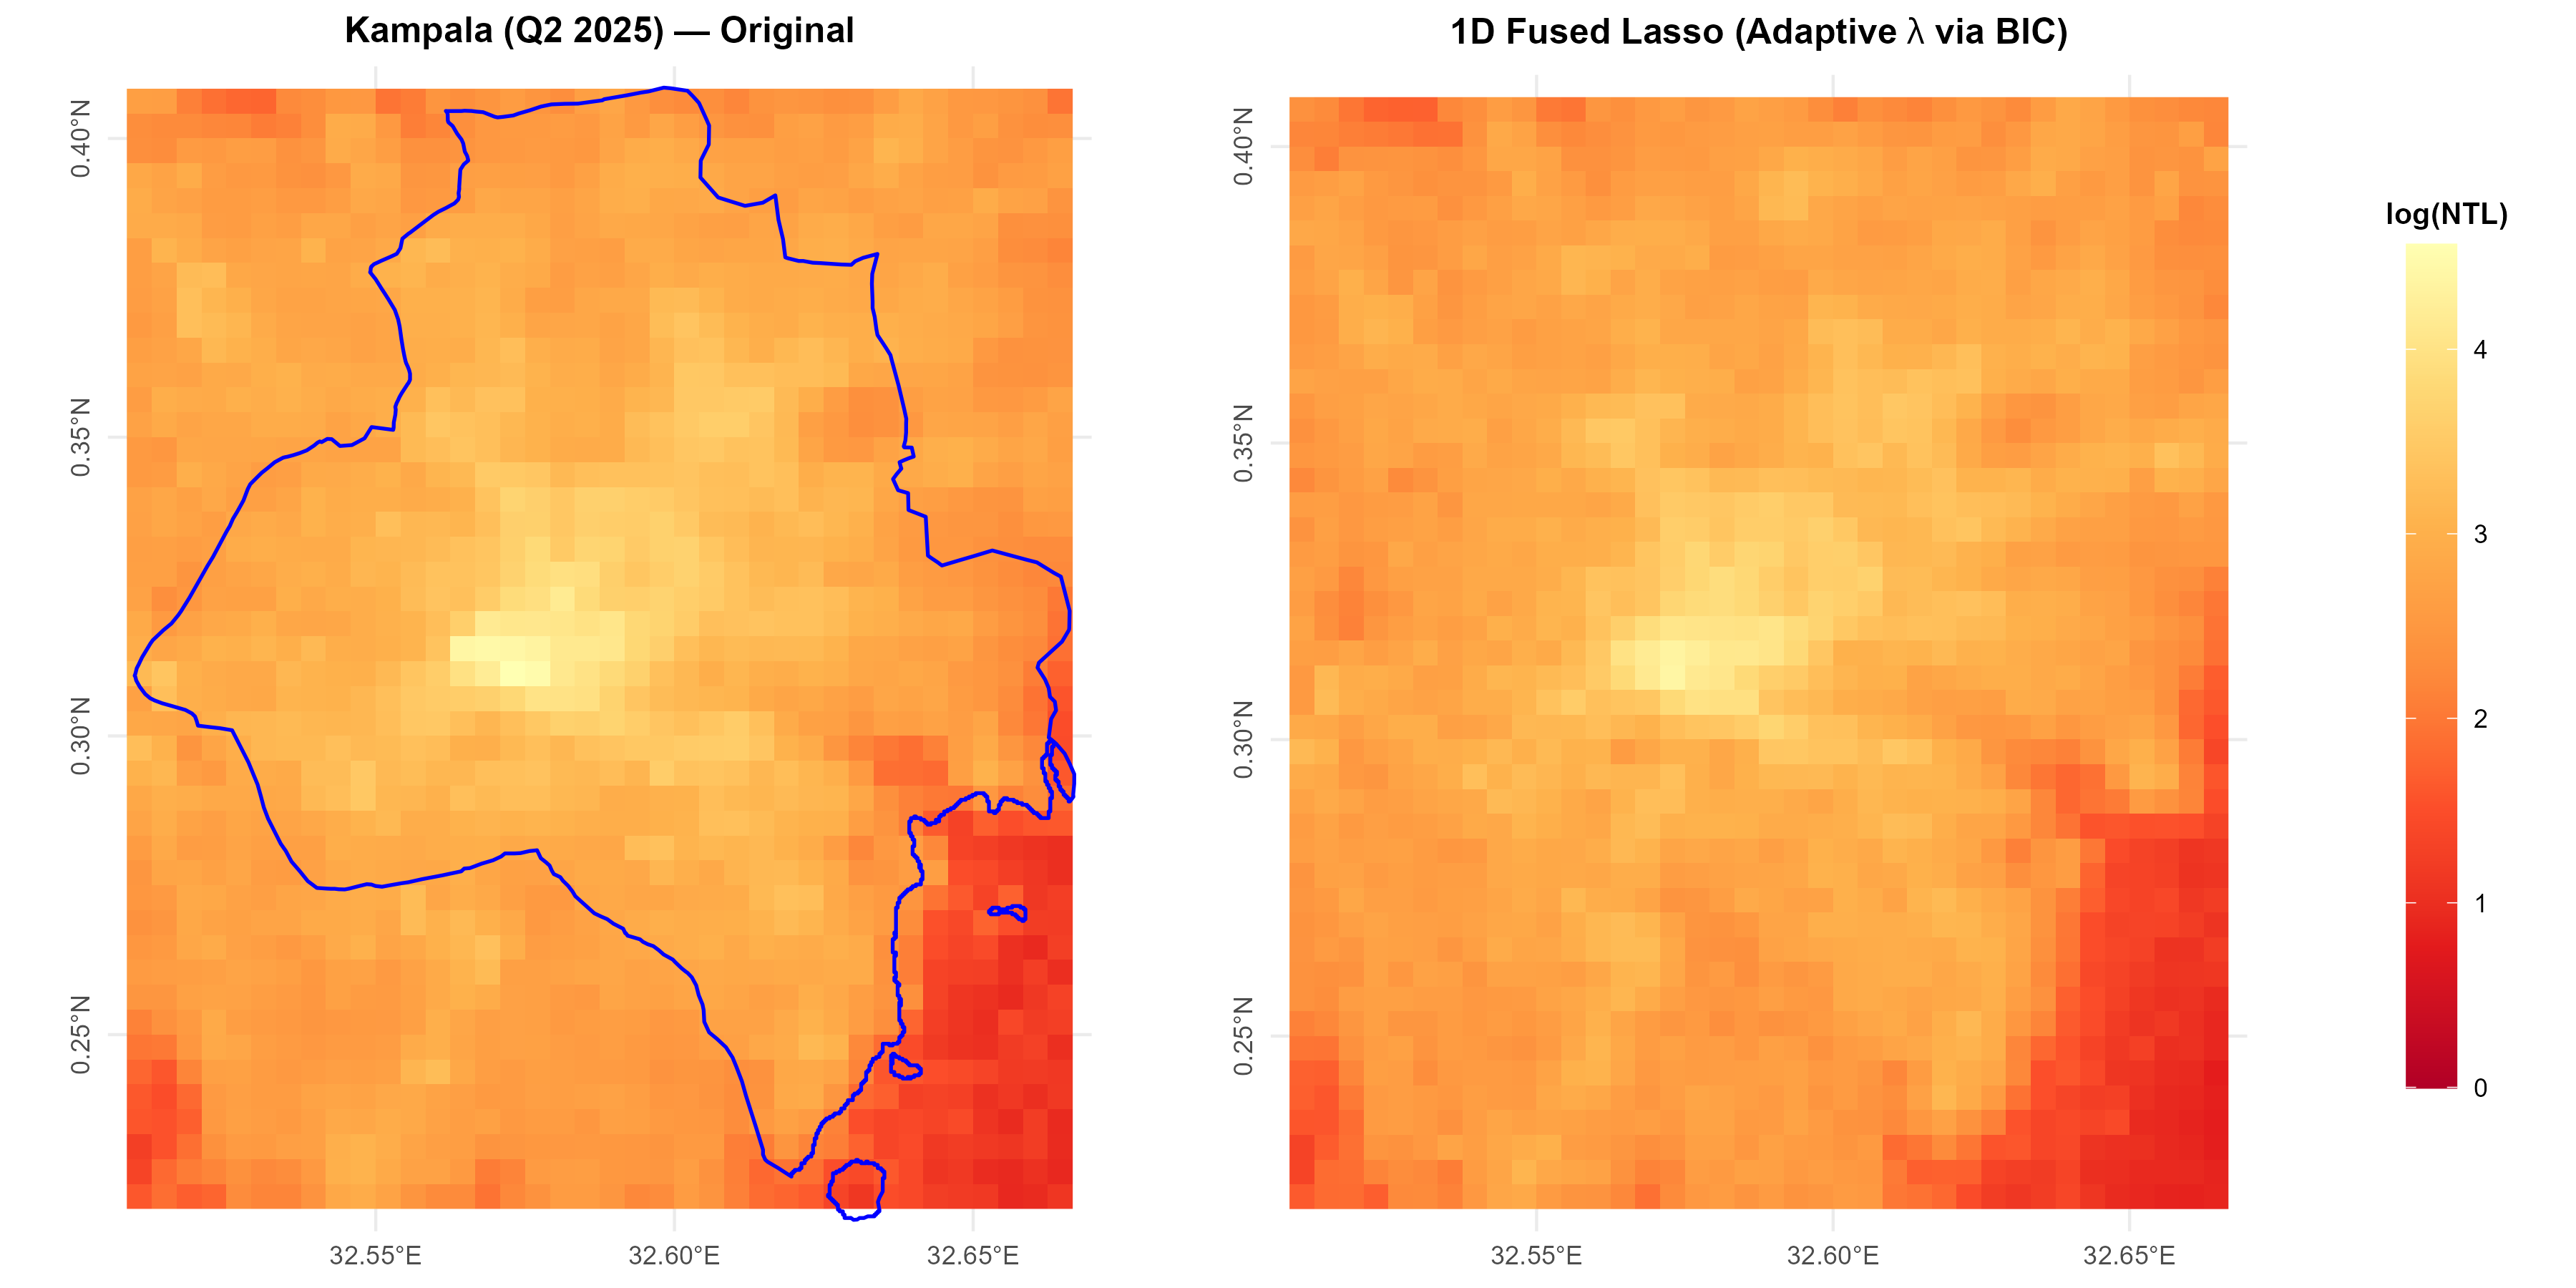 Kampala (Q2 2025) — Original
0.40°N
0.35°N
0.30°N
0.25°N
32.55°E
32.60°E
32.65°E
1D Fused Lasso (Adaptive λ via BIC)
0.40°N
0.35°N
0.30°N
0.25°N
32.55°E
32.60°E
32.65°E
log(NTL)
4
3
2
1
0